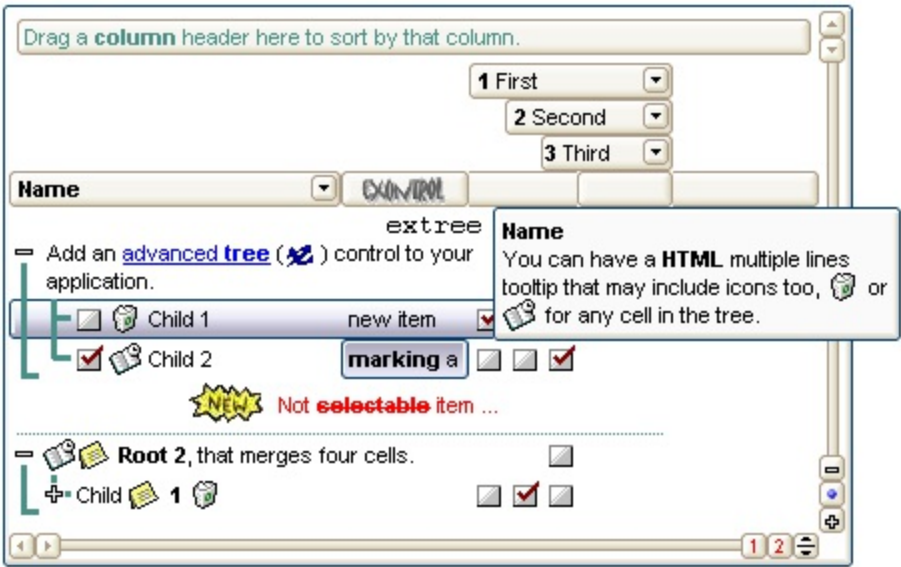 Drag a column header here to sort by that column.
1 First
2 Second
3 Third
Name
EXONTROL
extree
Name
You can have a HTML multiple lines
tooltip that may include icons too, or
for any cell in the tree.
Add an advanced tree ( ) control to your
application.
Child 1 new item
Child 2 marking a
NEW Not selectable item ...
Root 2, that merges four cells.
Child 1
1 2